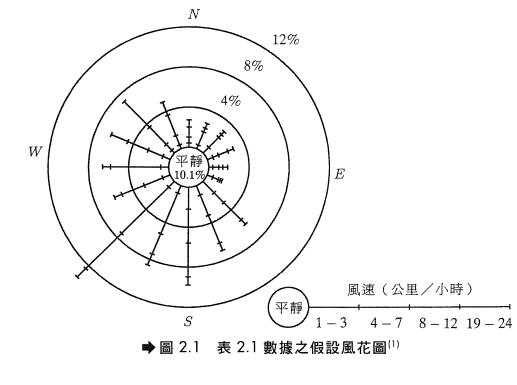 N
12%
8%
4%
W
平靜
10.1%
E
S
平靜
風速（公里／小時）
1－3 4－7 8－12 19－24
➡圖 2.1 表 2.1 數據之假設風花圖(1)